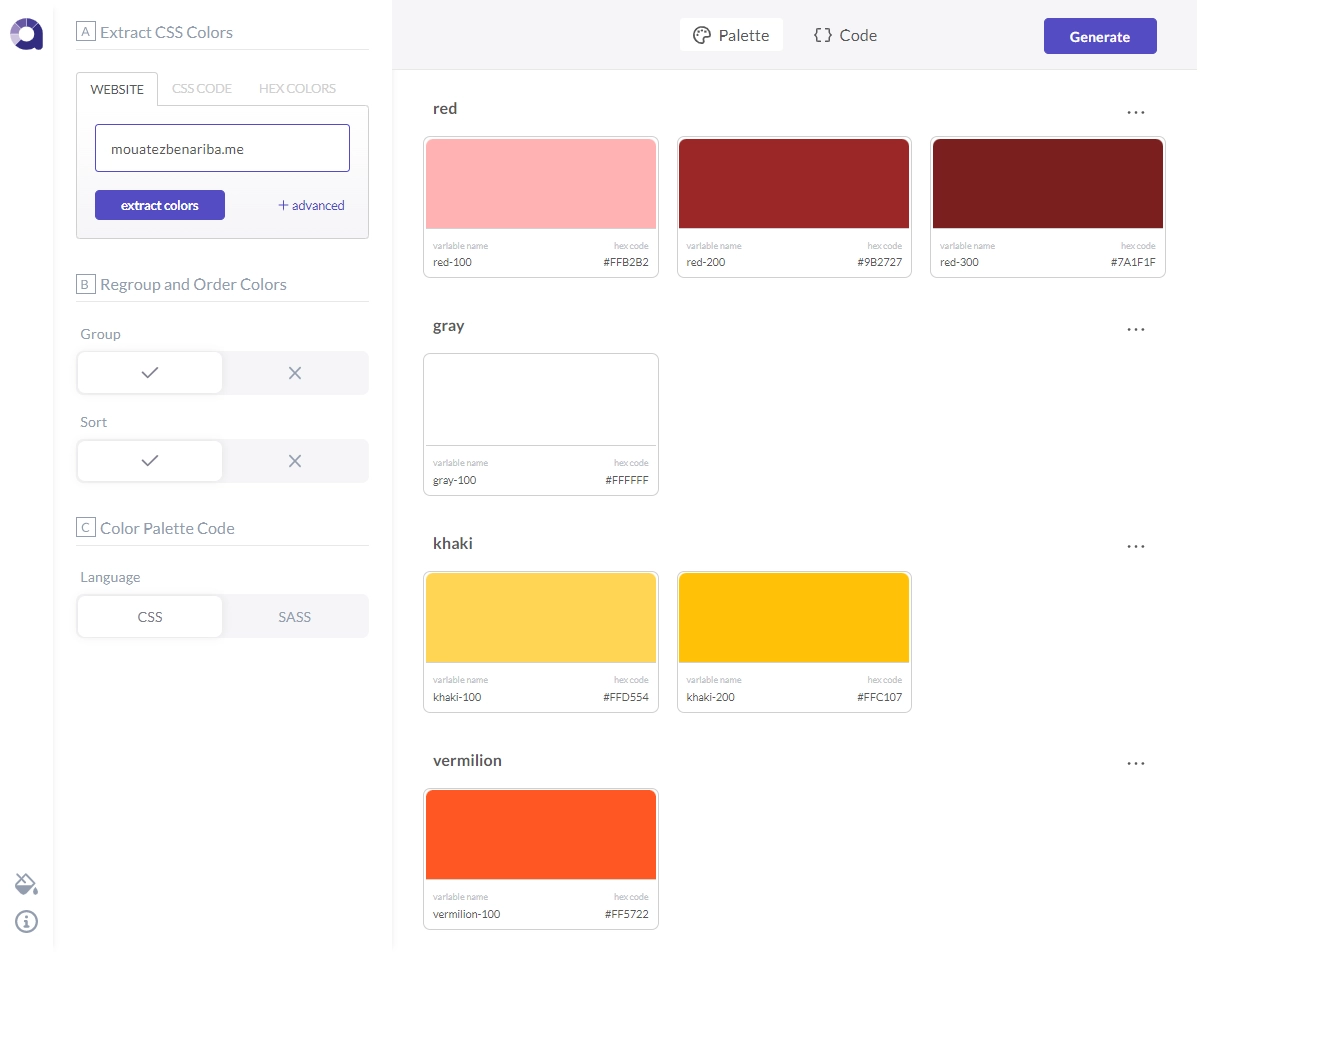 A Extract CSS Colors
WEBSITE CSS CODE HEX COLORS
mouatezbenariba.me
extract colors + advanced
B Regroup and Order Colors
Group
Sort
C Color Palette Code
Language
CSS SASS
Palette {} Code Generate
red ...
variable name hex code variable name hex code variable name hex code
red-100 #FFB2B2 red-200 #9B2727 red-300 #7A1F1F
gray ...
variable name hex code
gray-100 #FFFFFF
khaki ...
variable name hex code variable name hex code
khaki-100 #FFD554 khaki-200 #FFC107
vermilion ...
variable name hex code
vermilion-100 #FF5722